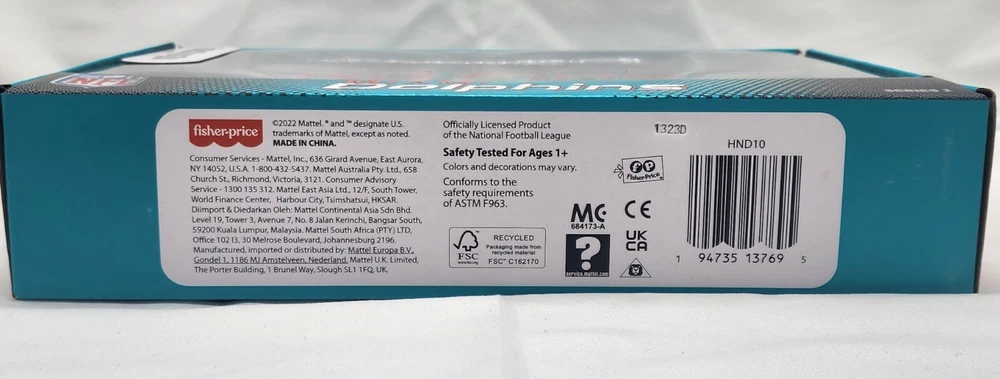 NFL
Dolphins
fisher-price
©2022 Mattel. ® and ™ designate U.S.
trademarks of Mattel, except as noted.
MADE IN CHINA.
Consumer Services - Mattel, Inc., 636 Girard Avenue, East Aurora,
NY 14052, U.S.A. 1-800-432-5437. Mattel Australia Pty. Ltd., 658
Church St., Richmond, Victoria, 3121. Consumer Advisory
Service - 1300 135 312. Mattel East Asia Ltd., 12/F, South Tower,
World Finance Center, Harbour City, Tsimshatsui, HKSAR.
Diimport & Diedarkan Oleh: Mattel Continental Asia Sdn Bhd.
Level 19, Tower 3, Avenue 7, No. 8 Jalan Kerinchi, Bangsar South,
59200 Kuala Lumpur, Malaysia. Mattel South Africa (PTY) LTD,
Office 102 I3, 30 Melrose Boulevard, Johannesburg 2196.
Manufactured, imported or distributed by: Mattel Europa B.V.,
Gondel 1, 1186 MJ Amstelveen, Nederland. Mattel U.K. Limited,
The Porter Building, 1 Brunel Way, Slough SL1 1FQ, UK.
Officially Licensed Product
of the National Football League
Safety Tested For Ages 1+
Colors and decorations may vary.
Conforms to the
safety requirements
of ASTM F963.
FSC
www.fsc.org
RECYCLED
Packaging made from
recycled material
FSC™ C162170
1323D
FP
Fisher-Price
MC
684173-A
CE
UK
CA
?
service.mattel.com
HND10
1 94735 13769 5